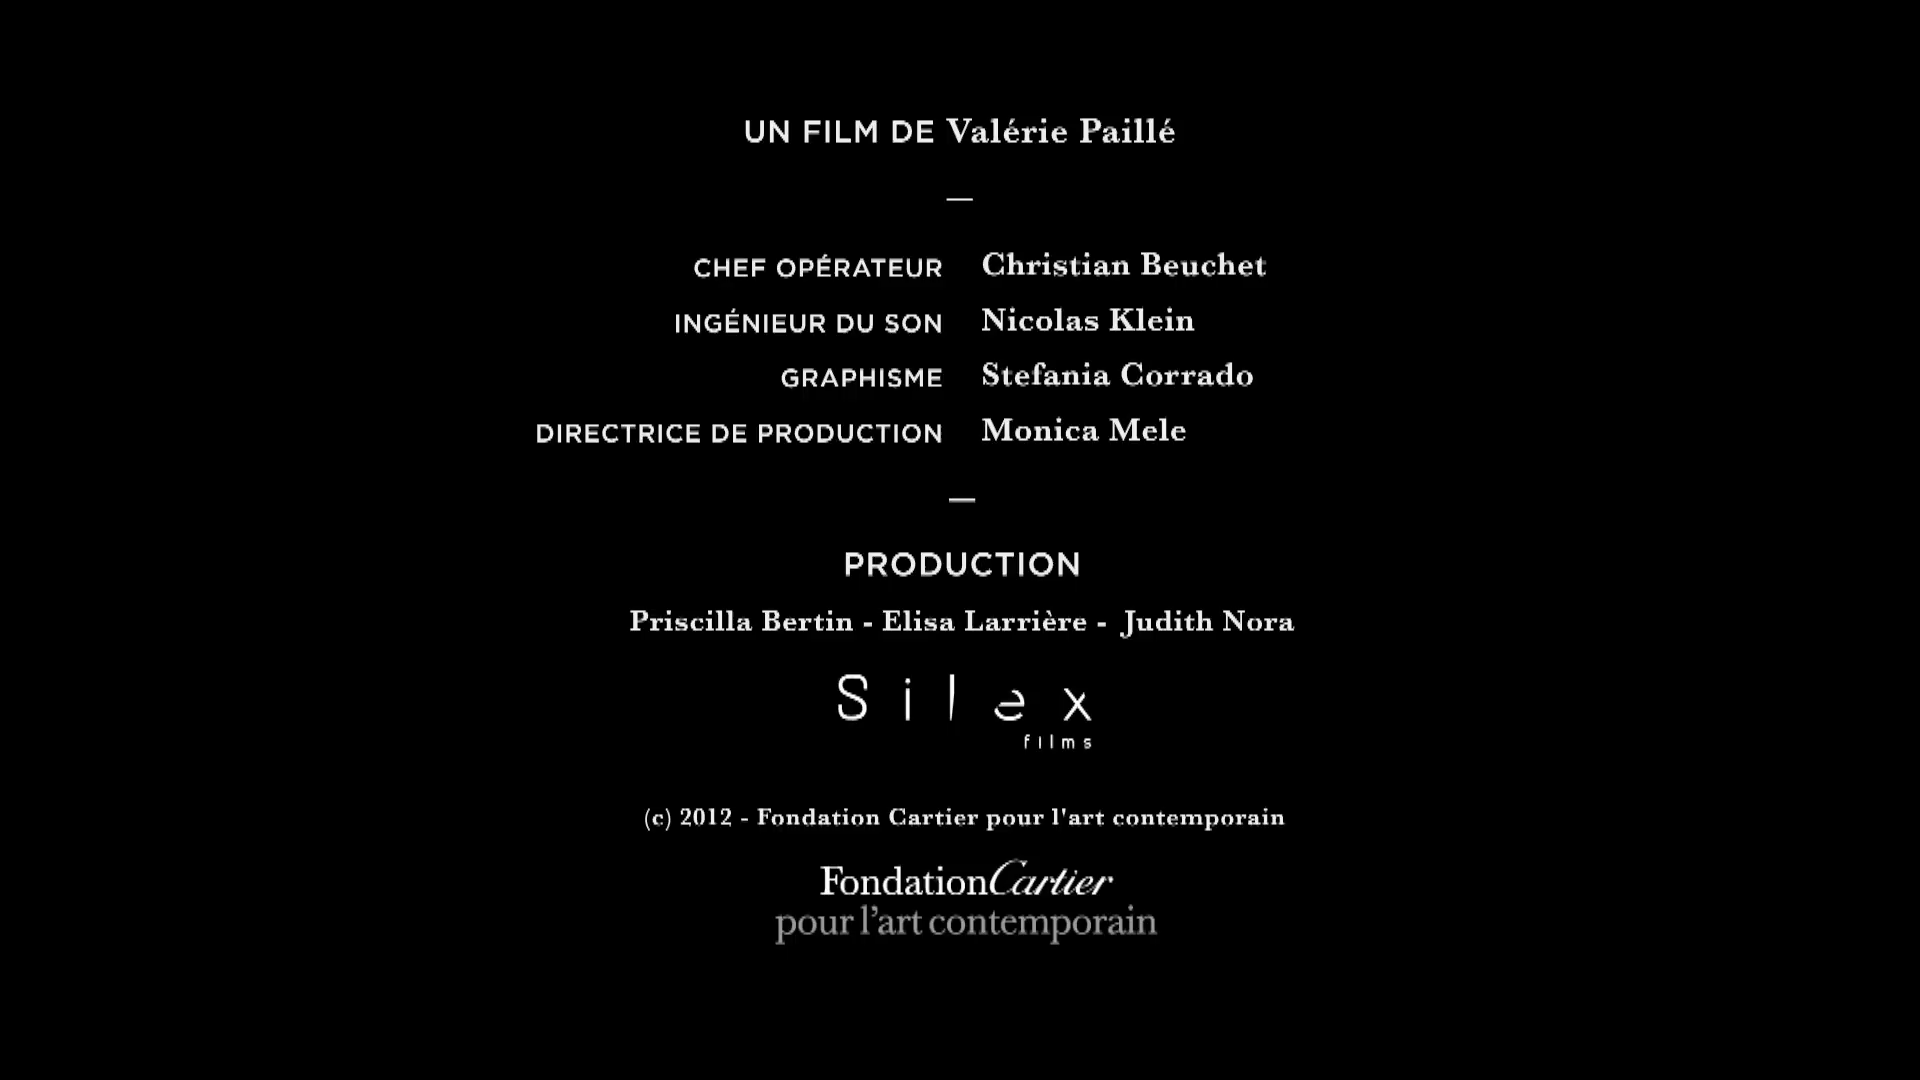 UN FILM DE Valérie Paillé
—
CHEF OPÉRATEUR Christian Beuchet
INGÉNIEUR DU SON Nicolas Klein
GRAPHISME Stefania Corrado
DIRECTRICE DE PRODUCTION Monica Mele
—
PRODUCTION
Priscilla Bertin - Elisa Larrière - Judith Nora
Silex
films
(c) 2012 - Fondation Cartier pour l'art contemporain
Fondation Cartier
pour l’art contemporain